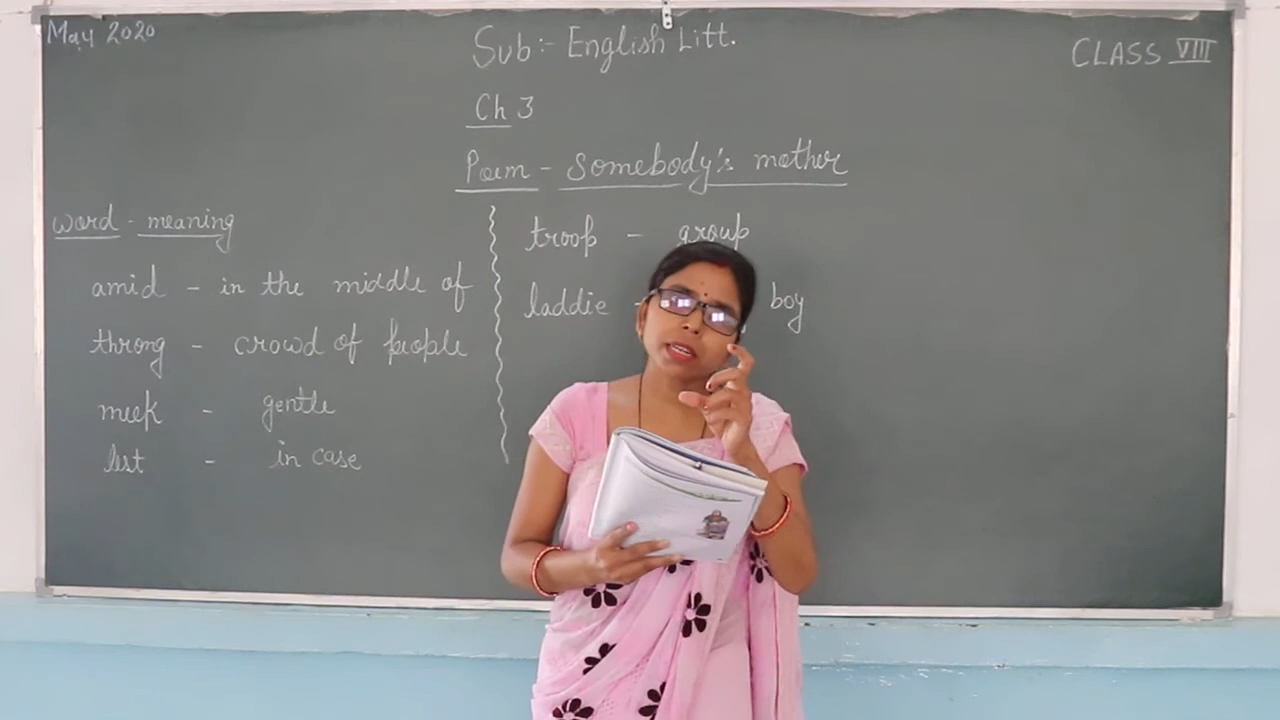 May 2020
Sub:- English Litt.
CLASS VIII
Ch 3
Poem - Somebody's mother
word - meaning
amid - in the middle of
throng - crowd of people
meek - gentle
lest - in case
troop - group
laddie - boy